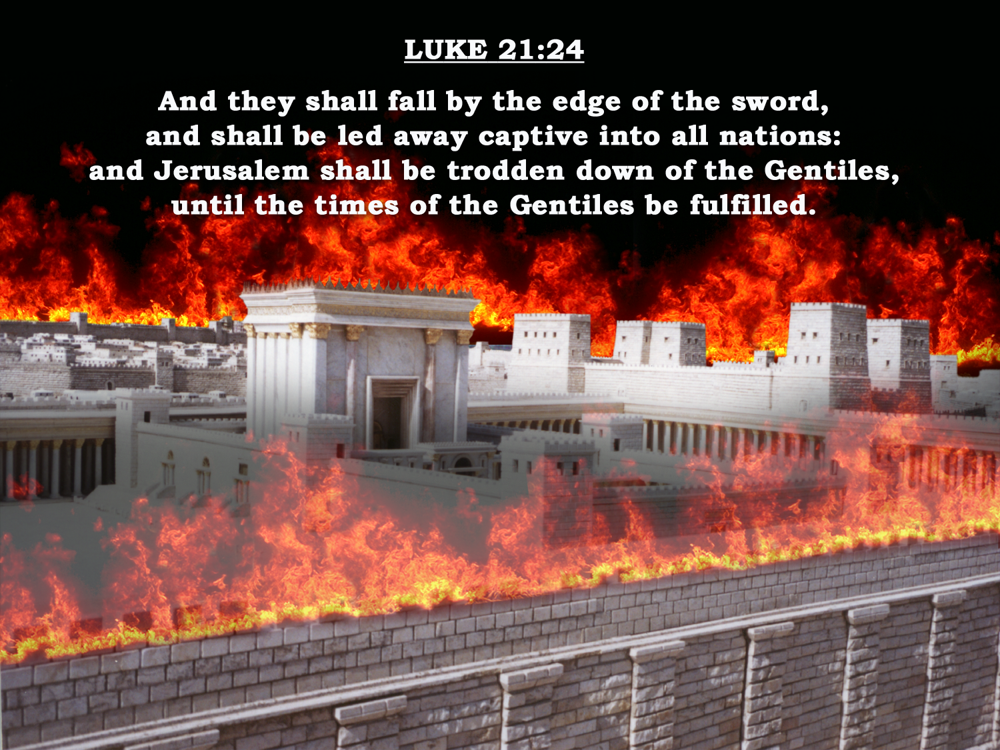 LUKE 21:24
And they shall fall by the edge of the sword,
and shall be led away captive into all nations:
and Jerusalem shall be trodden down of the Gentiles,
until the times of the Gentiles be fulfilled.